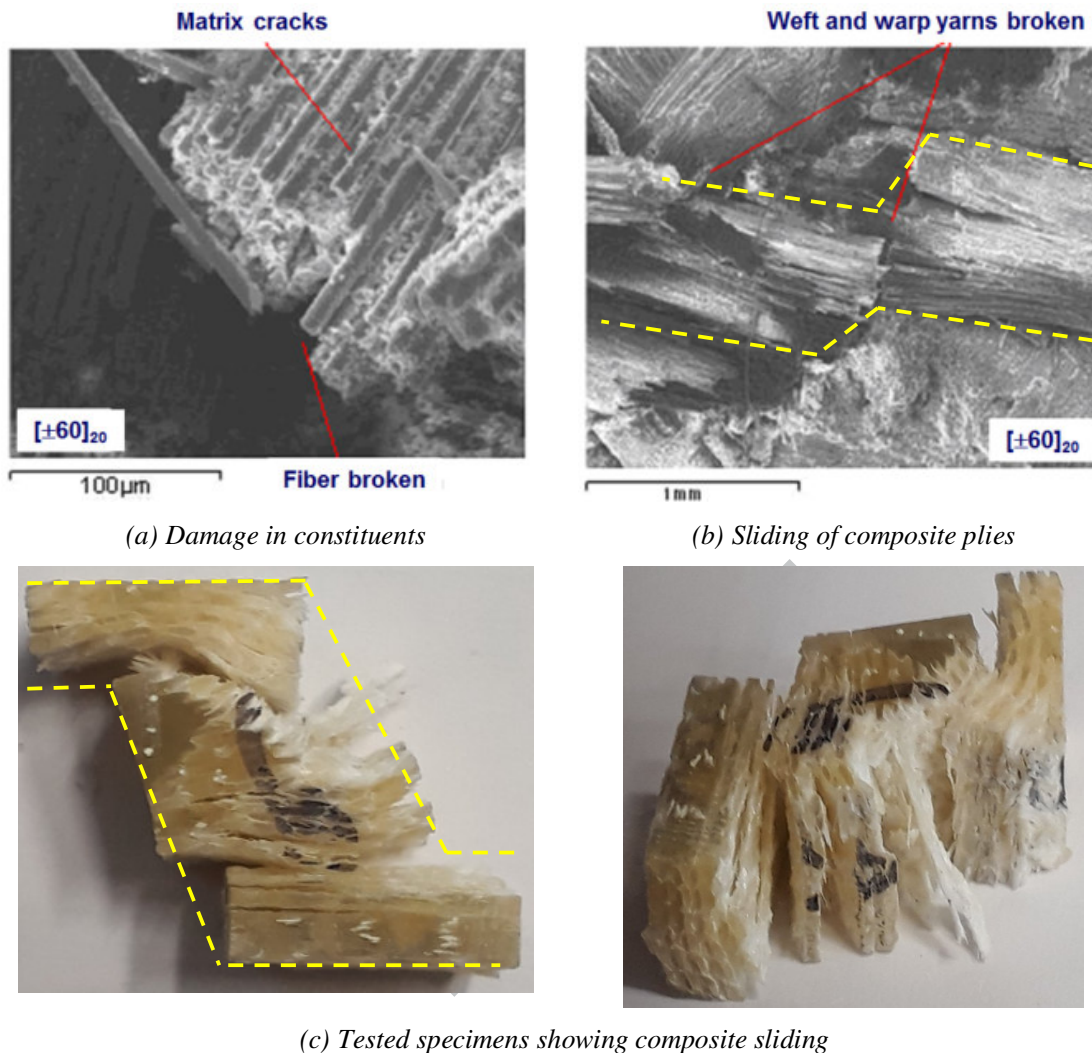 Matrix cracks
Weft and warp yarns broken
[±60]₂₀
100µm
Fiber broken
[±60]₂₀
1mm
(a) Damage in constituents
(b) Sliding of composite plies
(c) Tested specimens showing composite sliding